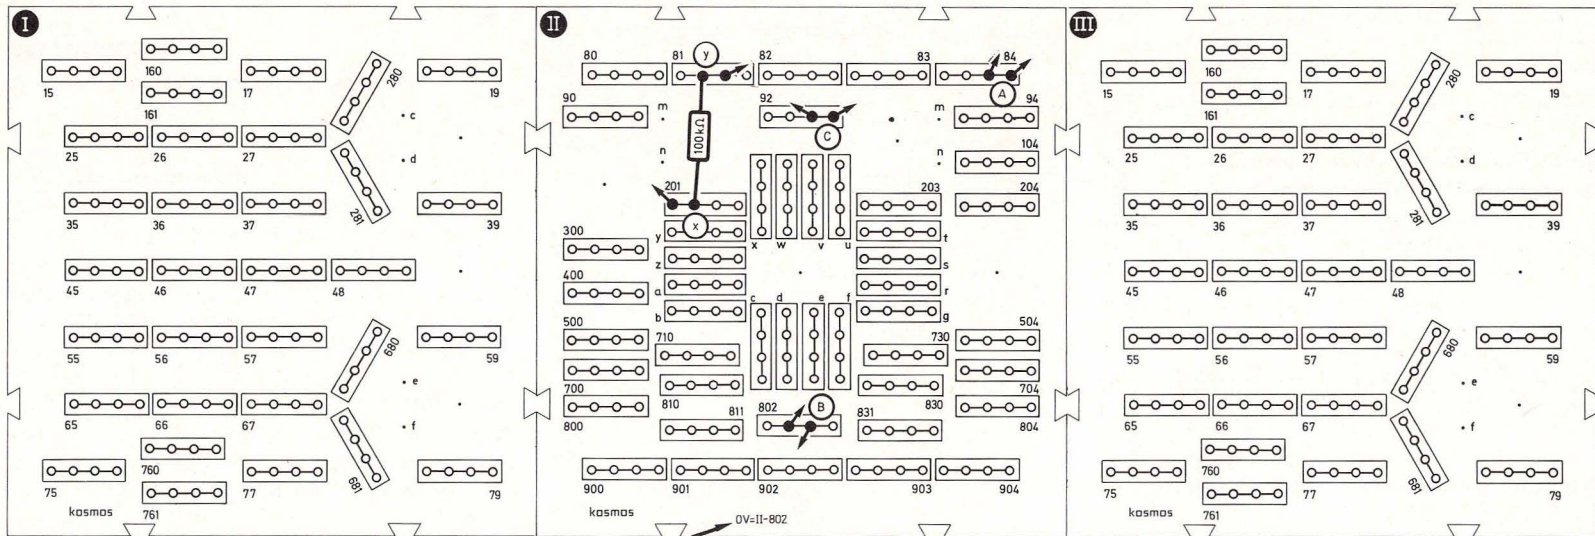 I
160
15
161
17
280
19
c
25
26
27
d
35
36
37
281
39
45
46
47
48
55
56
57
680
59
e
65
66
67
f
75
760
77
681
79
761
kosmos
II
80
81
y
82
83
84
A
90
m
92
C
m
94
100kΩ
n
n
104
201
x
203
204
y
x
w
v
u
t
300
z
s
400
a
c
d
e
f
r
b
g
500
504
710
730
700
704
810
830
811
802
B
831
800
804
900
901
902
903
904
kosmos
0V=II-802
III
160
15
161
17
280
19
c
25
26
27
d
35
36
37
281
39
45
46
47
48
55
56
57
680
59
e
65
66
67
f
75
760
77
681
79
761
kosmos